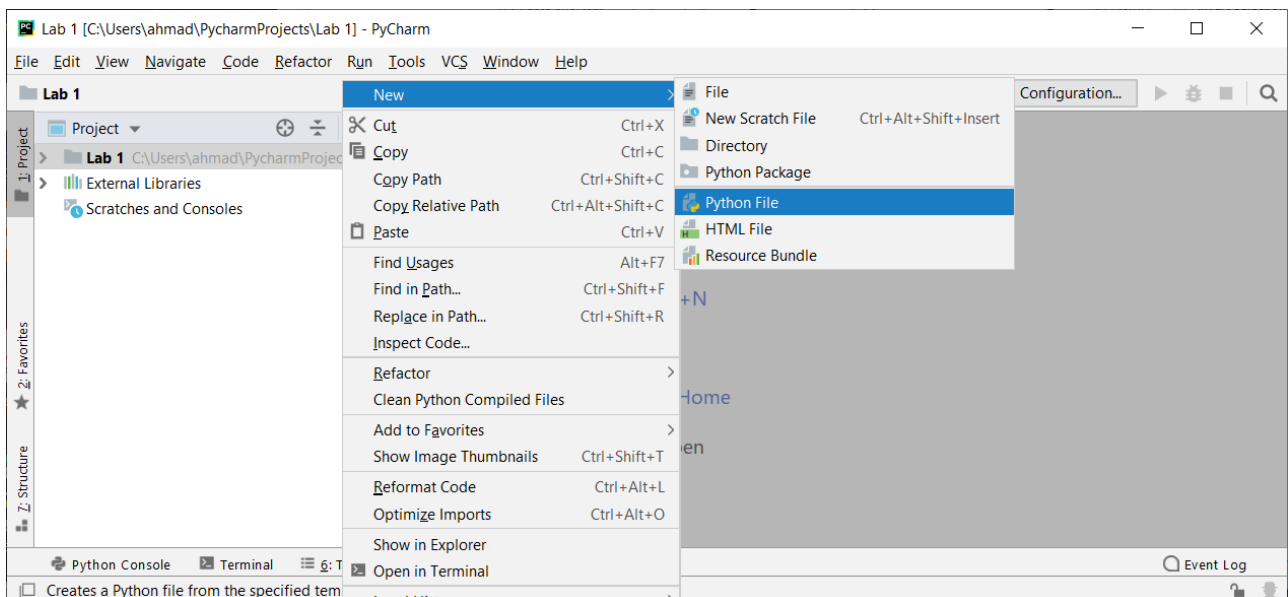 PC Lab 1 [C:\Users\ahmad\PycharmProjects\Lab 1] - PyCharm
File Edit View Navigate Code Refactor Run Tools VCS Window Help
Lab 1
Configuration...
1: Project
2: Favorites
Z: Structure
Project
Lab 1 C:\Users\ahmad\PycharmProjec
External Libraries
Scratches and Consoles
New
Cut Ctrl+X
Copy Ctrl+C
Copy Path Ctrl+Shift+C
Copy Relative Path Ctrl+Alt+Shift+C
Paste Ctrl+V
Find Usages Alt+F7
Find in Path... Ctrl+Shift+F
Replace in Path... Ctrl+Shift+R
Inspect Code...
Refactor
Clean Python Compiled Files
Add to Favorites
Show Image Thumbnails Ctrl+Shift+T
Reformat Code Ctrl+Alt+L
Optimize Imports Ctrl+Alt+O
Show in Explorer
Open in Terminal
File
New Scratch File Ctrl+Alt+Shift+Insert
Directory
Python Package
Python File
H HTML File
Resource Bundle
+N
Home
en
Python Console Terminal 6: T
Event Log
Creates a Python file from the specified tem